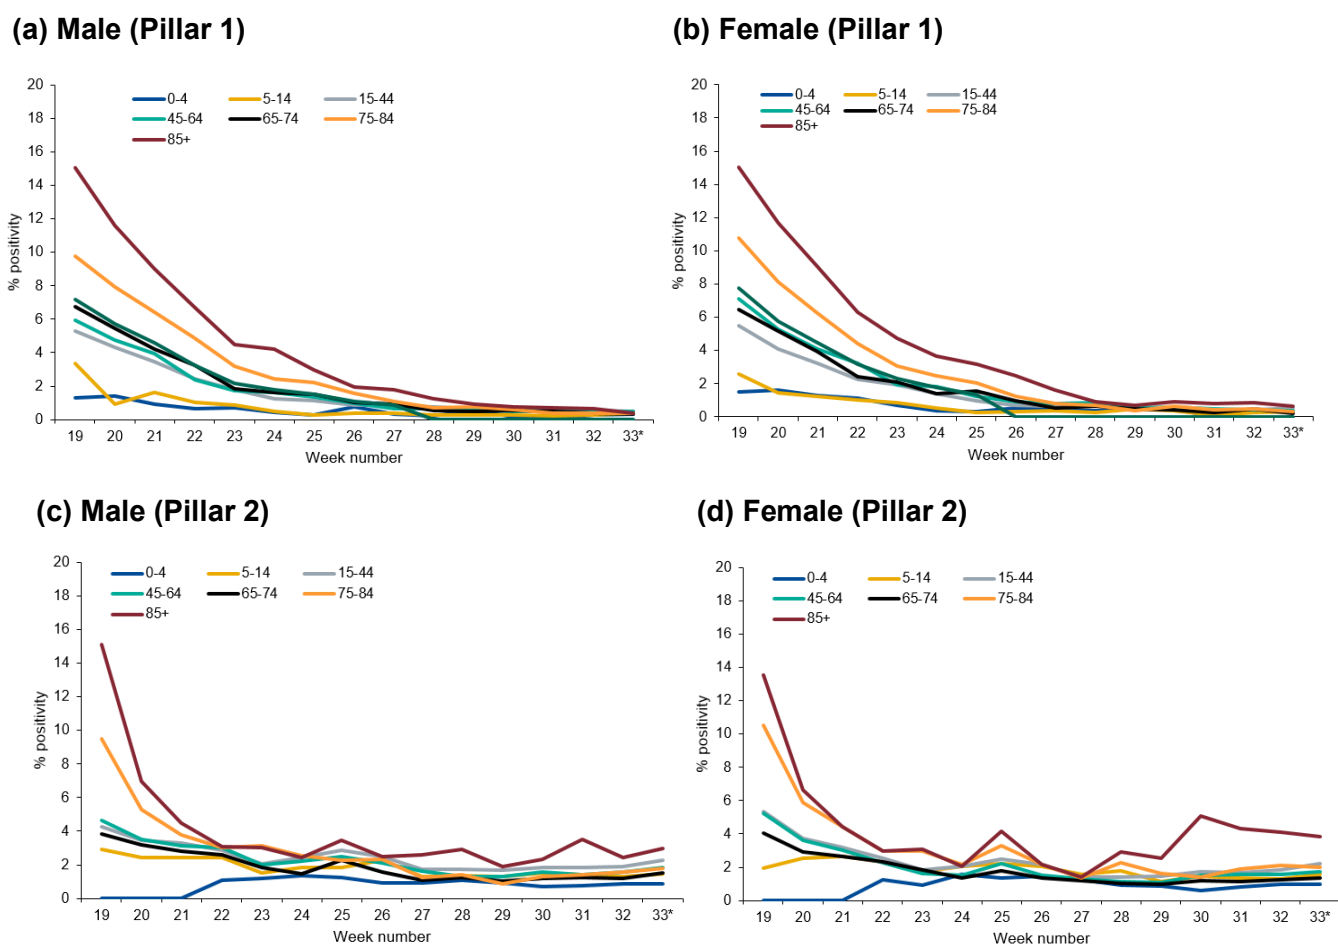 (a) Male (Pillar 1)
(b) Female (Pillar 1)
20
18
16
14
12
10
8
6
4
2
0
% positivity
0-4 5-14 15-44
45-64 65-74 75-84
85+
19 20 21 22 23 24 25 26 27 28 29 30 31 32 33*
Week number
20
18
16
14
12
10
8
6
4
2
0
% positivity
0-4 5-14 15-44
45-64 65-74 75-84
85+
19 20 21 22 23 24 25 26 27 28 29 30 31 32 33*
Week number
(c) Male (Pillar 2)
(d) Female (Pillar 2)
20
18
16
14
12
10
8
6
4
2
0
% positivity
0-4 5-14 15-44
45-64 65-74 75-84
85+
19 20 21 22 23 24 25 26 27 28 29 30 31 32 33*
Week number
20
18
16
14
12
10
8
6
4
2
0
% positivity
0-4 5-14 15-44
45-64 65-74 75-84
85+
19 20 21 22 23 24 25 26 27 28 29 30 31 32 33*
Week number